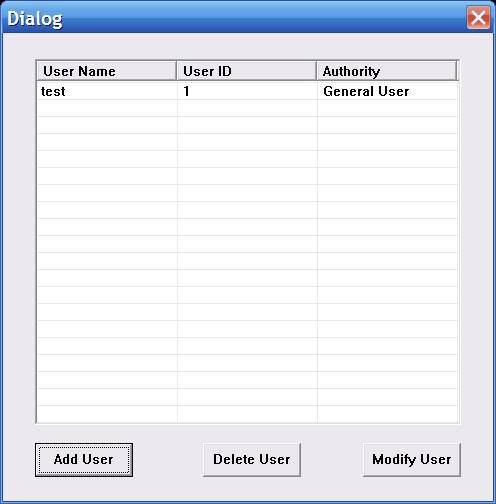 Dialog
User Name User ID Authority
test 1 General User
Add User Delete User Modify User